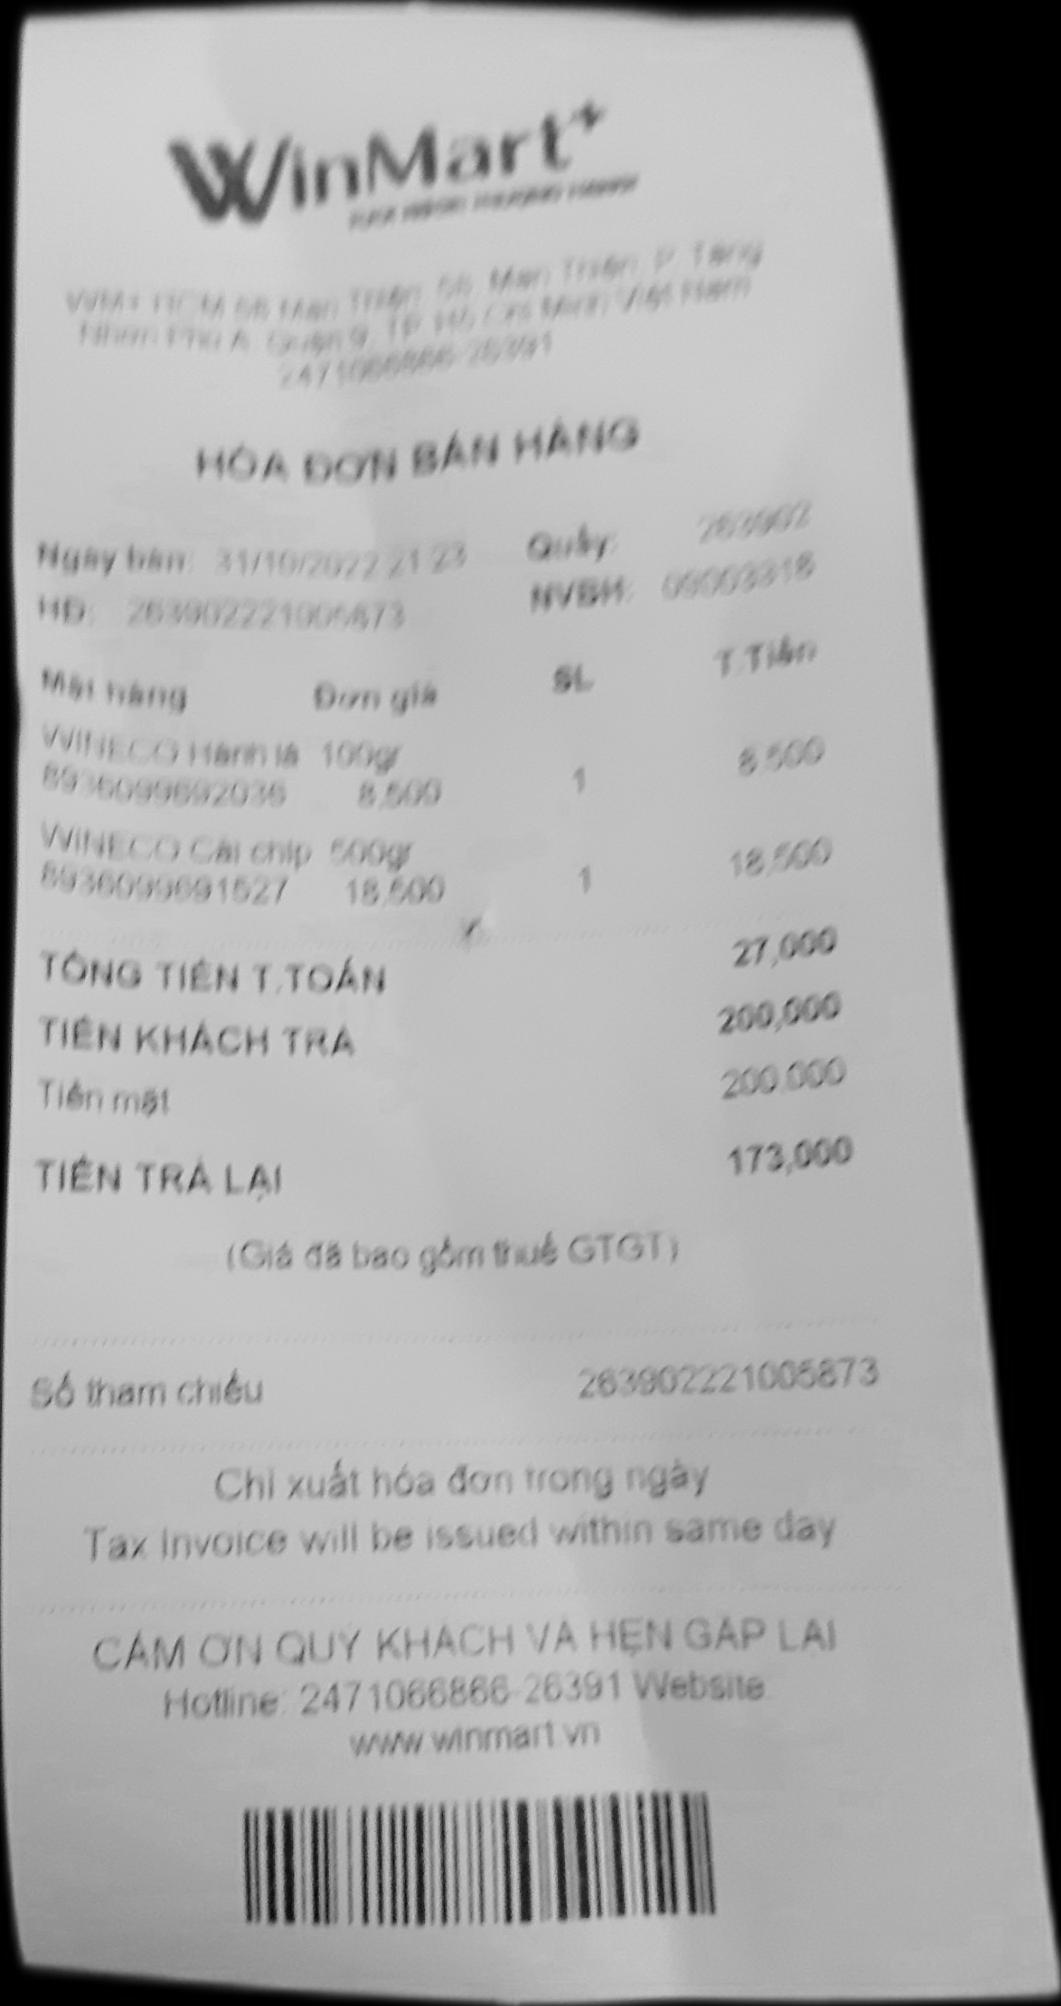 WinMart+
WM+ HCM 56 Man Thiện 56, Man Thiện, P. Tăng
Nhơn Phú A, Quận 9, TP. Hồ Chí Minh Việt Nam
2471066866-26391
HÓA ĐƠN BÁN HÀNG
Ngày bán: 31/10/2022 21:23 Quầy: 263902
HĐ: 263902221005873 NVBH:
Mặt hàng Đơn giá SL T.Tiền
WINECO Hành lá 100gr
8936099692036 8,500 1 8,500
WINECO Cải chíp 500gr
8936099691527 18,500 1 18,500
TỔNG TIỀN T.TOÁN 27,000
TIỀN KHÁCH TRẢ 200,000
Tiền mặt 200,000
TIỀN TRẢ LẠI 173,000
(Giá đã bao gồm thuế GTGT)
Số tham chiếu 263902221005873
Chỉ xuất hóa đơn trong ngày
Tax Invoice will be issued within same day
CẢM ƠN QUÝ KHÁCH VÀ HẸN GẶP LẠI
Hotline: 2471066866-26391 Website:
www.winmart.vn